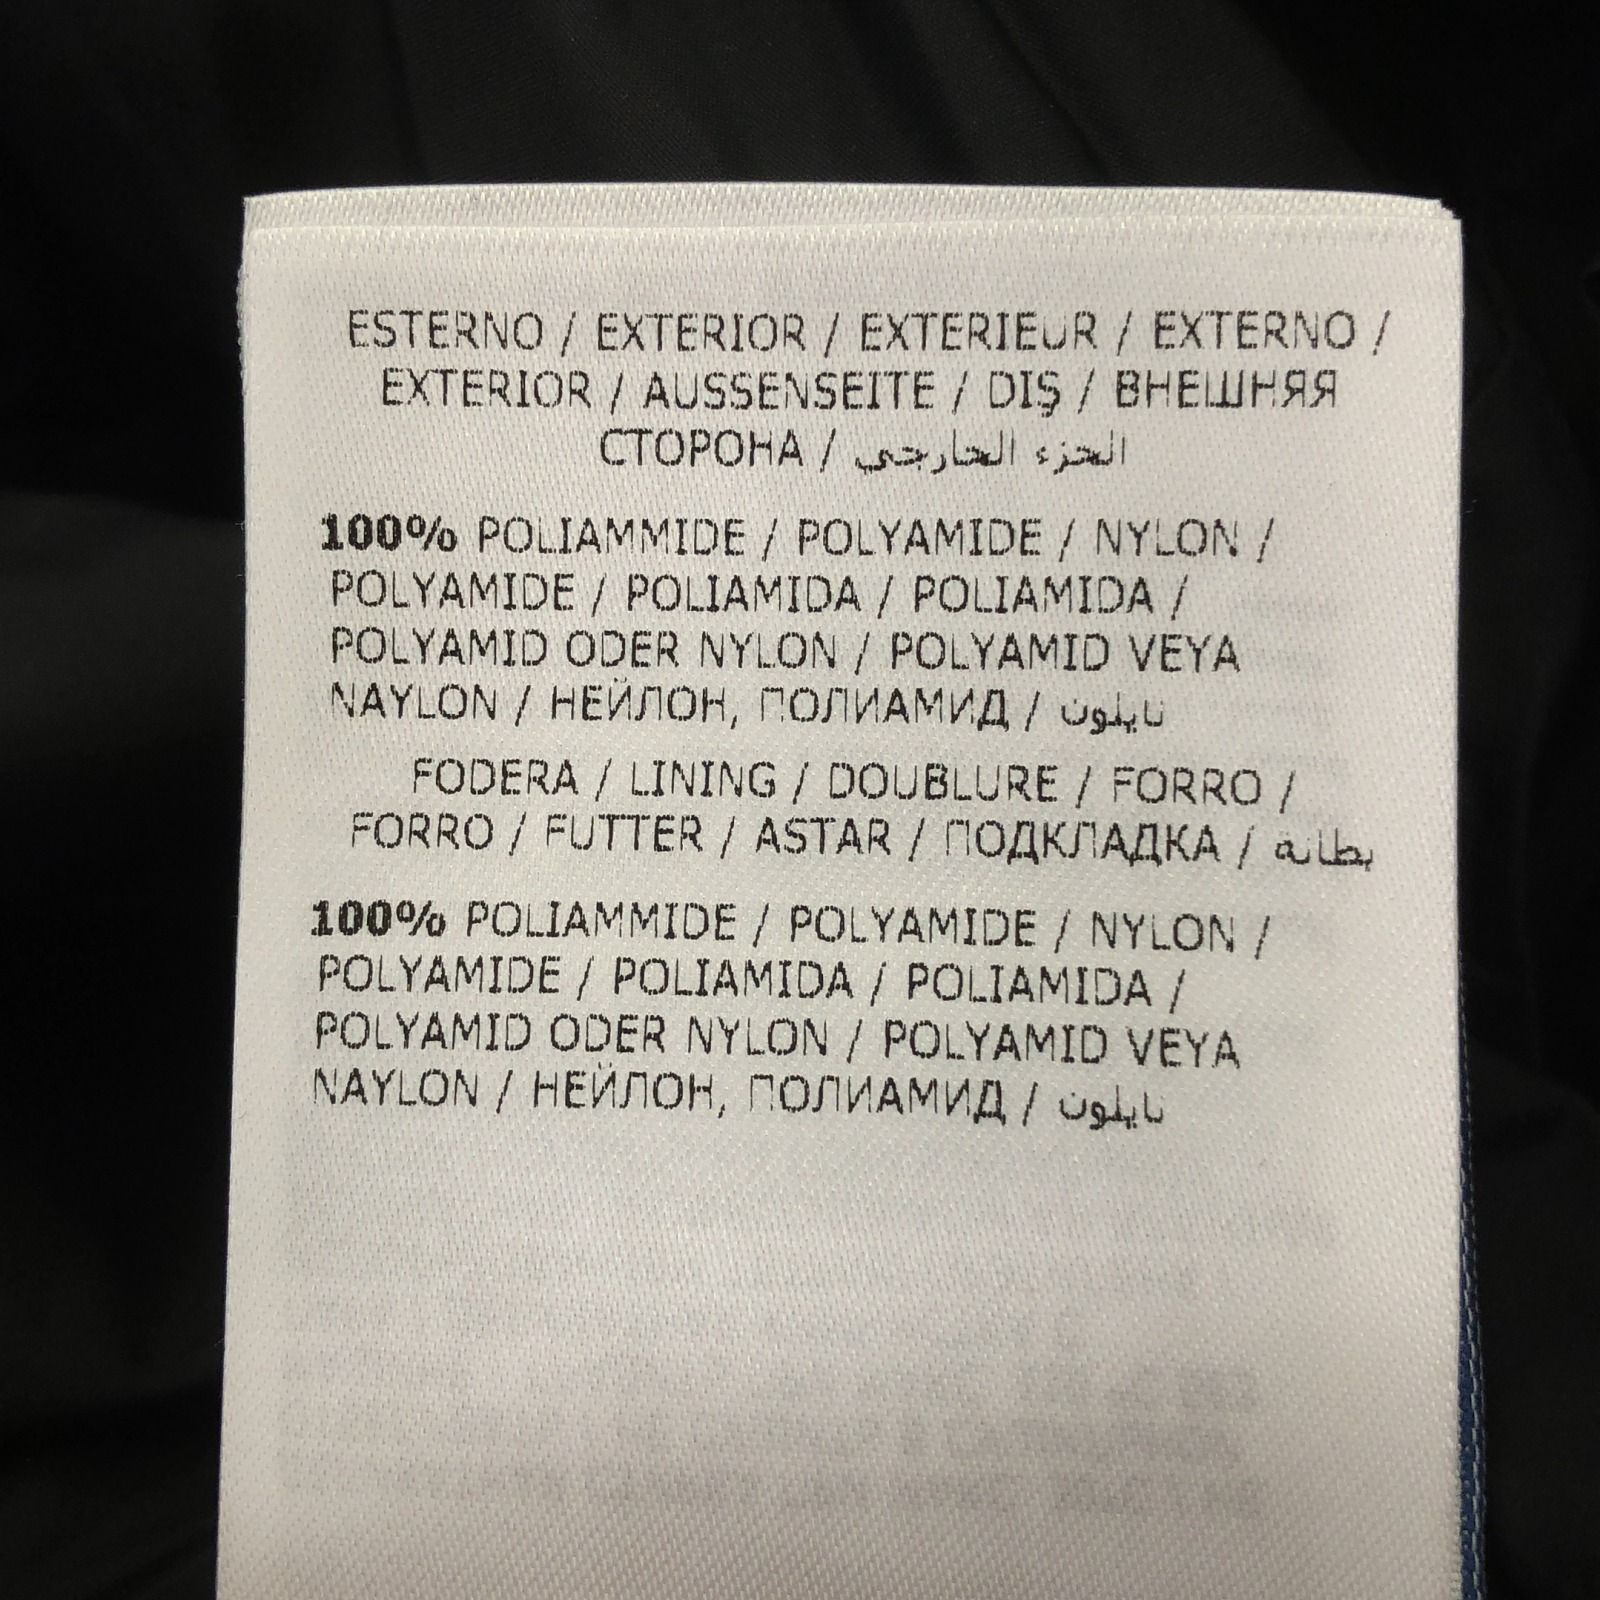 ESTERNO / EXTERIOR / EXTERIEUR / EXTERNO /
EXTERIOR / AUSSENSEITE / DIŞ / ВНЕШНЯЯ
СТОРОНА / الجزء الخارجي
100% POLIAMMIDE / POLYAMIDE / NYLON /
POLYAMIDE / POLIAMIDA / POLIAMIDA /
POLYAMID ODER NYLON / POLYAMID VEYA
NAYLON / НЕЙЛОН, ПОЛИАМИД / نايلون
FODERA / LINING / DOUBLURE / FORRO /
FORRO / FUTTER / ASTAR / ПОДКЛАДКА / بطانة
100% POLIAMMIDE / POLYAMIDE / NYLON /
POLYAMIDE / POLIAMIDA / POLIAMIDA /
POLYAMID ODER NYLON / POLYAMID VEYA
NAYLON / НЕЙЛОН, ПОЛИАМИД / نايلون